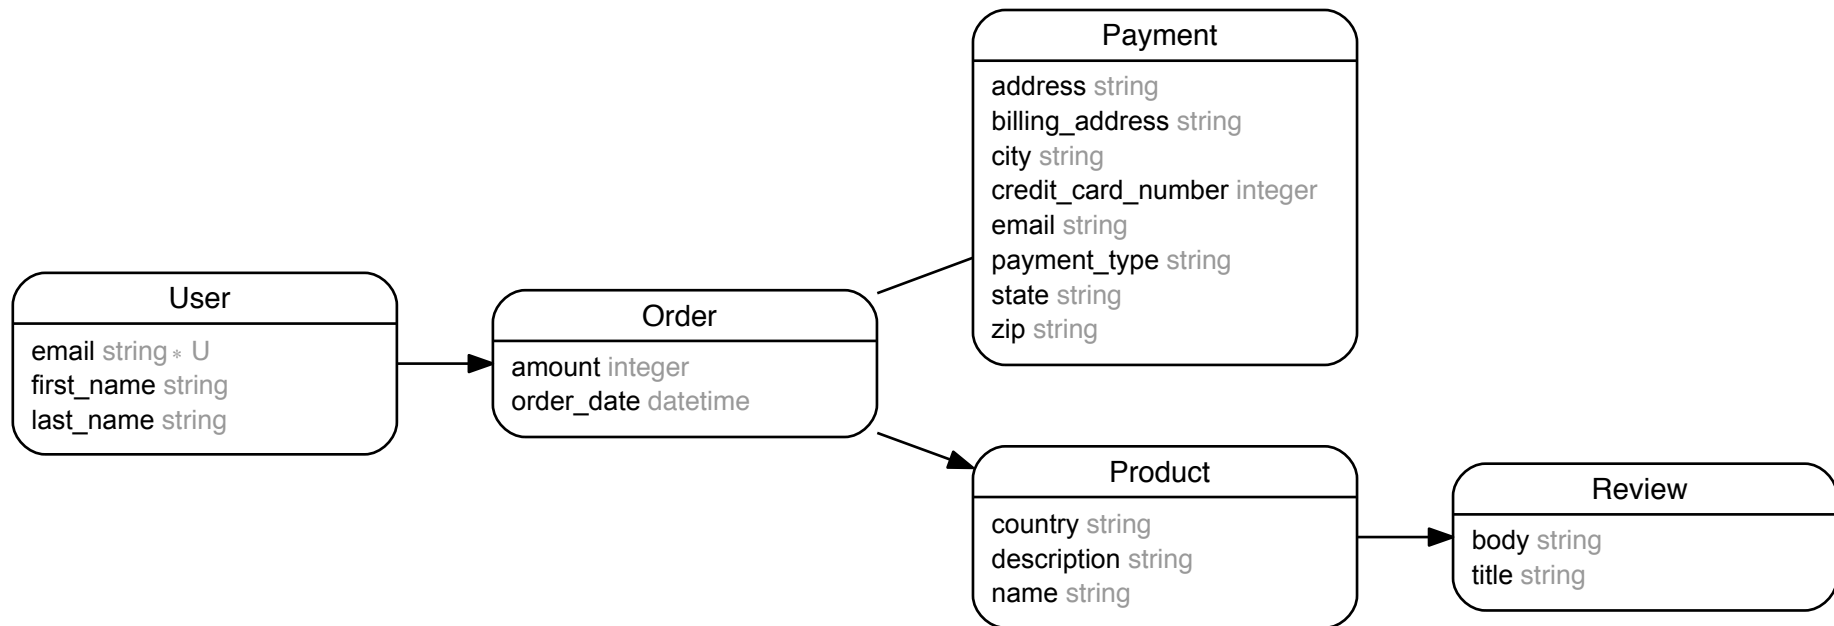 User
email string * U
first_name string
last_name string
Order
amount integer
order_date datetime
Payment
address string
billing_address string
city string
credit_card_number integer
email string
payment_type string
state string
zip string
Product
country string
description string
name string
Review
body string
title string